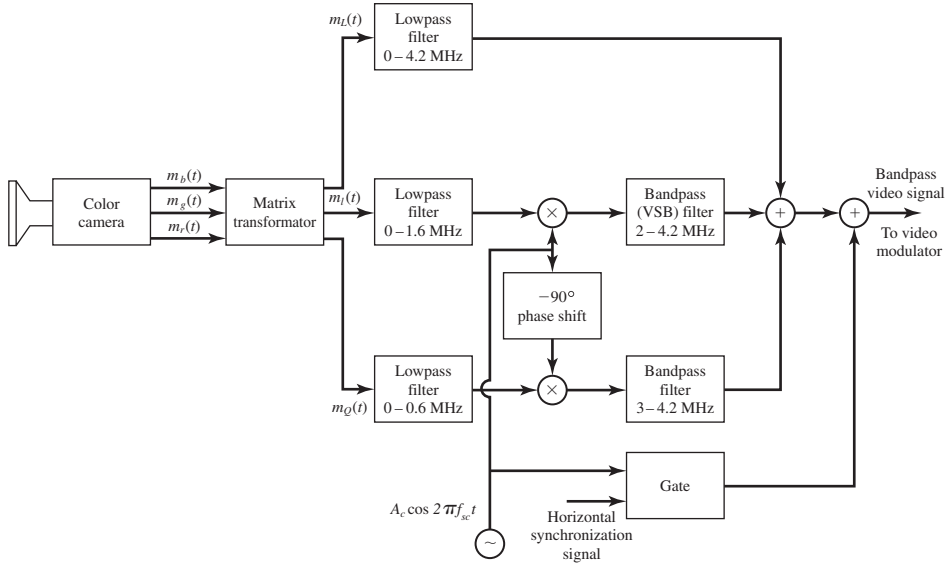 m_L(t)
Lowpass
filter
0 – 4.2 MHz
Color
camera
m_b(t)
m_g(t)
m_r(t)
Matrix
transformator
m_I(t)
Lowpass
filter
0 – 1.6 MHz
×
Bandpass
(VSB) filter
2 – 4.2 MHz
+
+
Bandpass
video signal
To video
modulator
−90°
phase shift
m_Q(t)
Lowpass
filter
0 – 0.6 MHz
×
Bandpass
filter
3 – 4.2 MHz
A_c cos 2πf_sc t
~
Horizontal
synchronization
signal
Gate